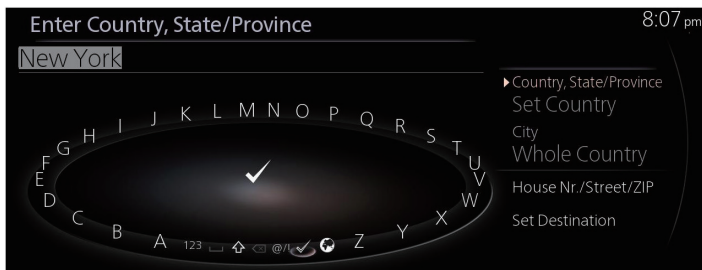 Enter Country, State/Province
8:07 pm
New York
Country, State/Province
Set Country
City
Whole Country
House Nr./Street/ZIP
Set Destination
A B C D E F G H I J K L M N O P Q R S T U V W X Y Z
123 @/!